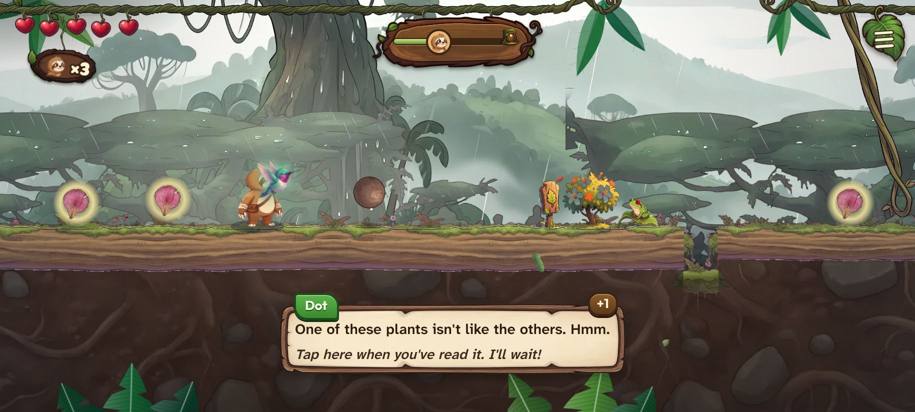 x3
Dot
+1
One of these plants isn't like the others. Hmm.
Tap here when you've read it. I'll wait!